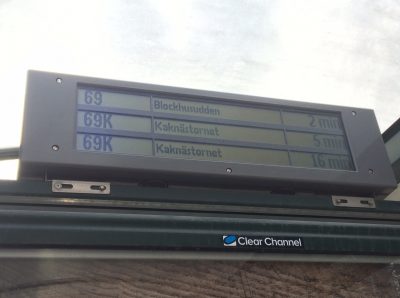 69 Blockhusudden 2 min
69K Kaknästornet 5 min
69K Kaknästornet 16 min
Clear Channel